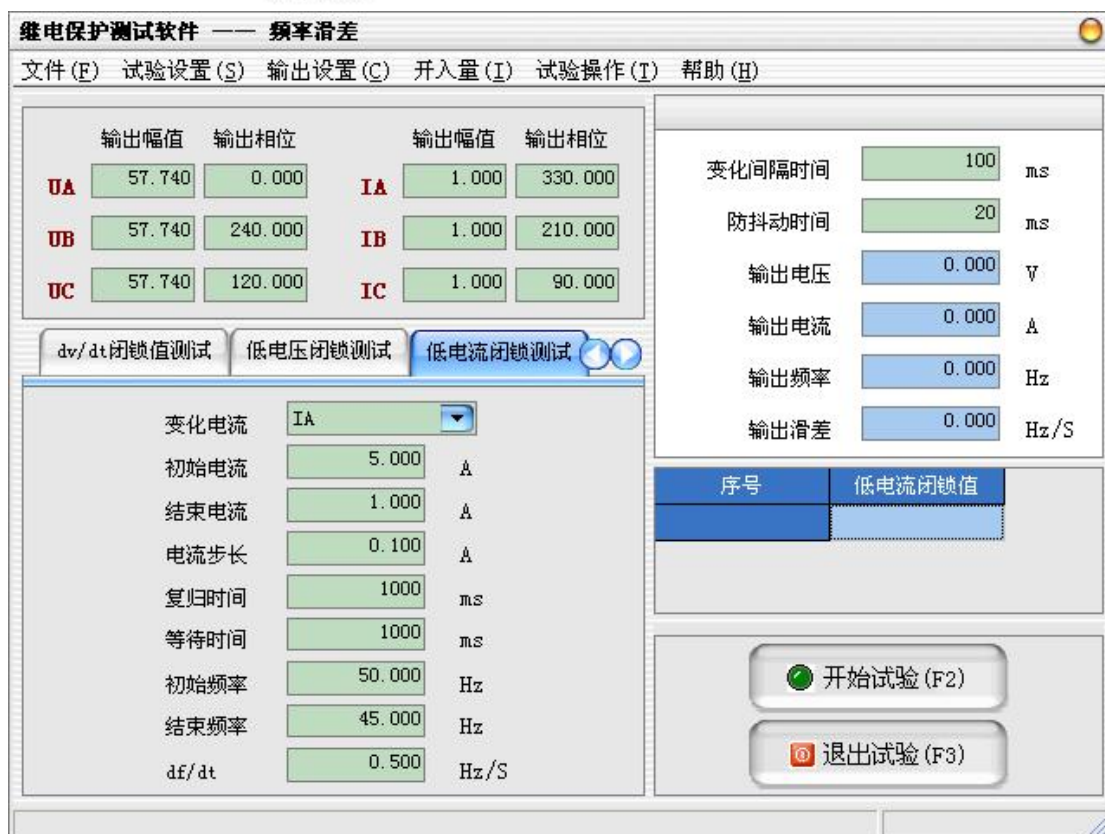 继电保护测试软件 —— 频率滑差
文件(F) 试验设置(S) 输出设置(C) 开入量(I) 试验操作(T) 帮助(H)
输出幅值 输出相位 输出幅值 输出相位
UA 57.740 0.000 IA 1.000 330.000
UB 57.740 240.000 IB 1.000 210.000
UC 57.740 120.000 IC 1.000 90.000
dv/dt闭锁值测试 低电压闭锁测试 低电流闭锁测试
变化电流 IA
初始电流 5.000 A
结束电流 1.000 A
电流步长 0.100 A
复归时间 1000 ms
等待时间 1000 ms
初始频率 50.000 Hz
结束频率 45.000 Hz
df/dt 0.500 Hz/S
变化间隔时间 100 ms
防抖动时间 20 ms
输出电压 0.000 V
输出电流 0.000 A
输出频率 0.000 Hz
输出滑差 0.000 Hz/S
序号 低电流闭锁值
开始试验(F2)
退出试验(F3)